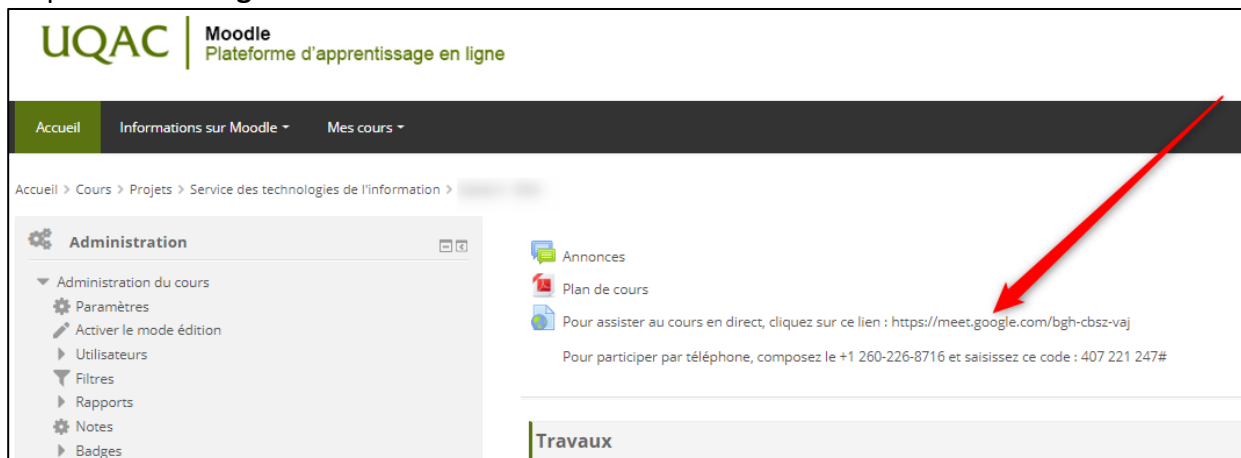 UQAC
Moodle
Plateforme d'apprentissage en ligne
Accueil
Informations sur Moodle
Mes cours
Accueil > Cours > Projets > Service des technologies de l'information >
Administration
Administration du cours
Paramètres
Activer le mode édition
Utilisateurs
Filtres
Rapports
Notes
Badges
Annonces
Plan de cours
Pour assister au cours en direct, cliquez sur ce lien : https://meet.google.com/bgh-cbsz-vaj
Pour participer par téléphone, composez le +1 260-226-8716 et saisissez ce code : 407 221 247#
Travaux